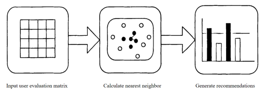 Input user-evaluation matrix
Calculate nearest neighbor
Generate recommendations